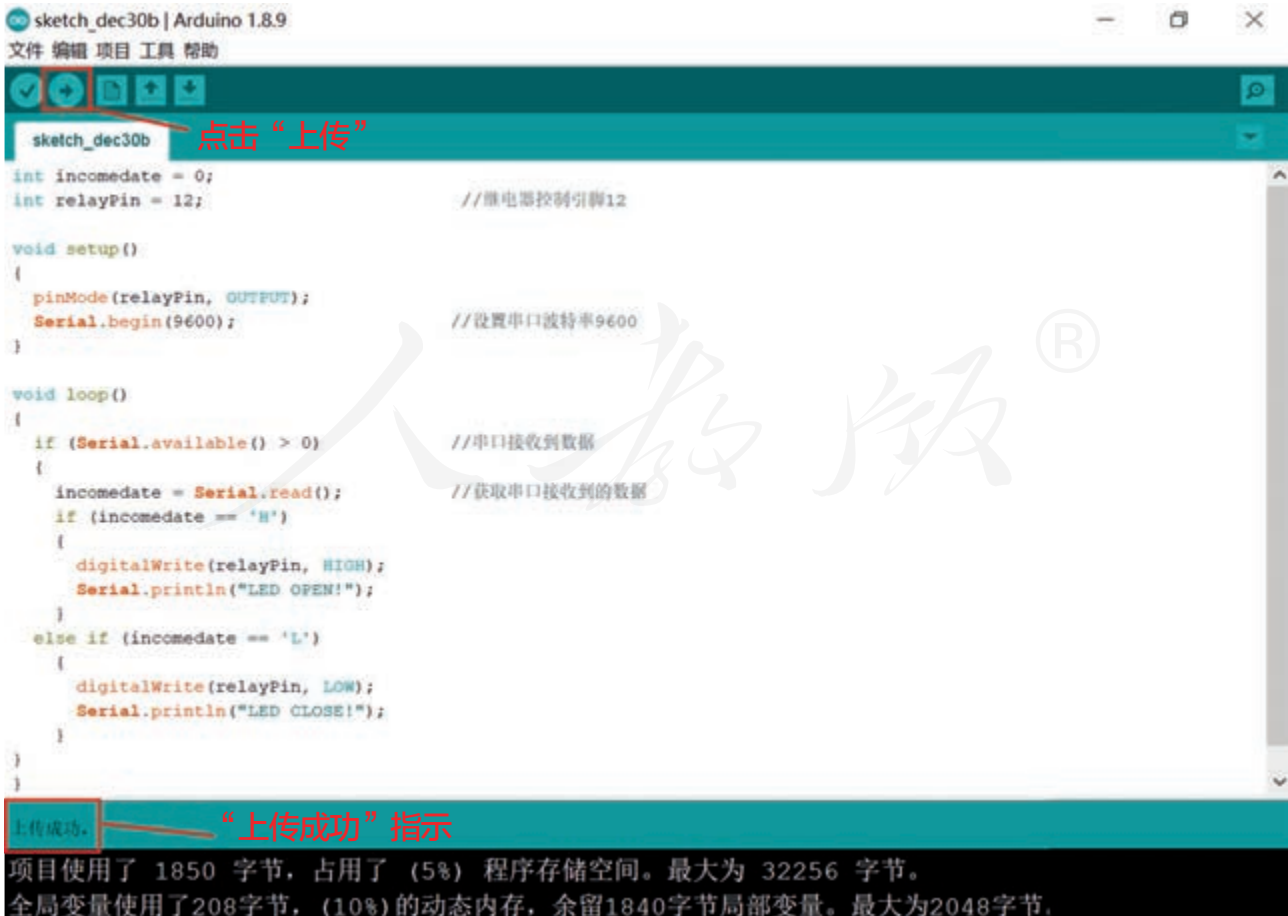 sketch_dec30b | Arduino 1.8.9
文件 编辑 项目 工具 帮助
点击“上传”
sketch_dec30b
int incomedate = 0;
int relayPin = 12; //继电器控制引脚12
void setup()
{
pinMode(relayPin, OUTPUT);
Serial.begin(9600); //设置串口波特率9600
}
void loop()
{
if (Serial.available() > 0) //串口接收到数据
{
incomedate = Serial.read(); //获取串口接收到的数据
if (incomedate == 'H')
{
digitalWrite(relayPin, HIGH);
Serial.println("LED OPEN!");
}
else if (incomedate == 'L')
{
digitalWrite(relayPin, LOW);
Serial.println("LED CLOSE!");
}
}
}
人教版®
上传成功。 “上传成功”指示
项目使用了 1850 字节，占用了 (5%) 程序存储空间。最大为 32256 字节。
全局变量使用了208字节，(10%)的动态内存，余留1840字节局部变量。最大为2048字节。